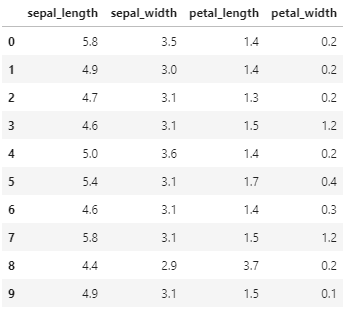 sepal_length sepal_width petal_length petal_width
0 5.8 3.5 1.4 0.2
1 4.9 3.0 1.4 0.2
2 4.7 3.1 1.3 0.2
3 4.6 3.1 1.5 1.2
4 5.0 3.6 1.4 0.2
5 5.4 3.1 1.7 0.4
6 4.6 3.1 1.4 0.3
7 5.8 3.1 1.5 1.2
8 4.4 2.9 3.7 0.2
9 4.9 3.1 1.5 0.1